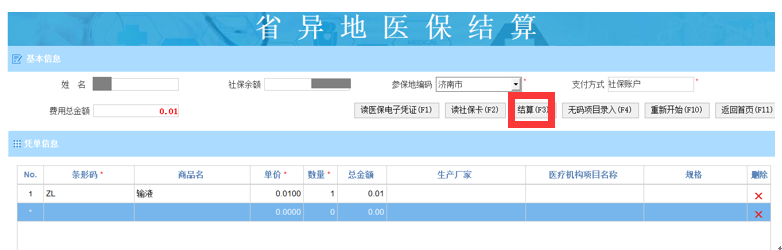 省异地医保结算
基本信息
姓 名 社保余额 参保地编码 济南市 * 支付方式 社保账户 *
费用总金额 0.01 读医保电子凭证(F1) 读社保卡(F2) 结算(F3) 无码项目录入(F4) 重新开始(F10) 返回首页(F11)
凭单信息
No. 条形码 * 商品名 单价 * 数量 * 总金额 生产厂家 医疗机构项目名称 规格 删除
1 ZL 输液 0.0100 1 0.01
* 0.0000 0 0.00